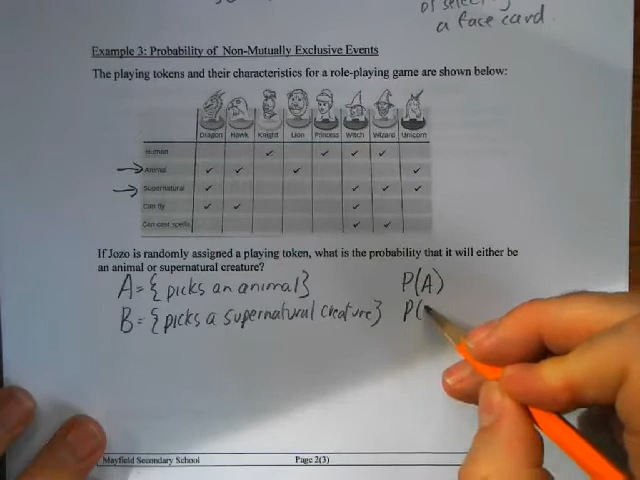 of selec
a face card.
Example 3: Probability of Non-Mutually Exclusive Events
The playing tokens and their characteristics for a role-playing game are shown below:
Dragon Hawk Knight Lion Princess Witch Wizard Unicorn
Human ✓ ✓ ✓ ✓
→ Animal ✓ ✓ ✓ ✓
→ Supernatural ✓ ✓ ✓ ✓
Can fly ✓ ✓ ✓
Can cast spells ✓ ✓
If Jozo is randomly assigned a playing token, what is the probability that it will either be
an animal or supernatural creature?
A = { picks an animal } P(A)
B = { picks a supernatural creature } P(
Mayfield Secondary School Page 2(3)